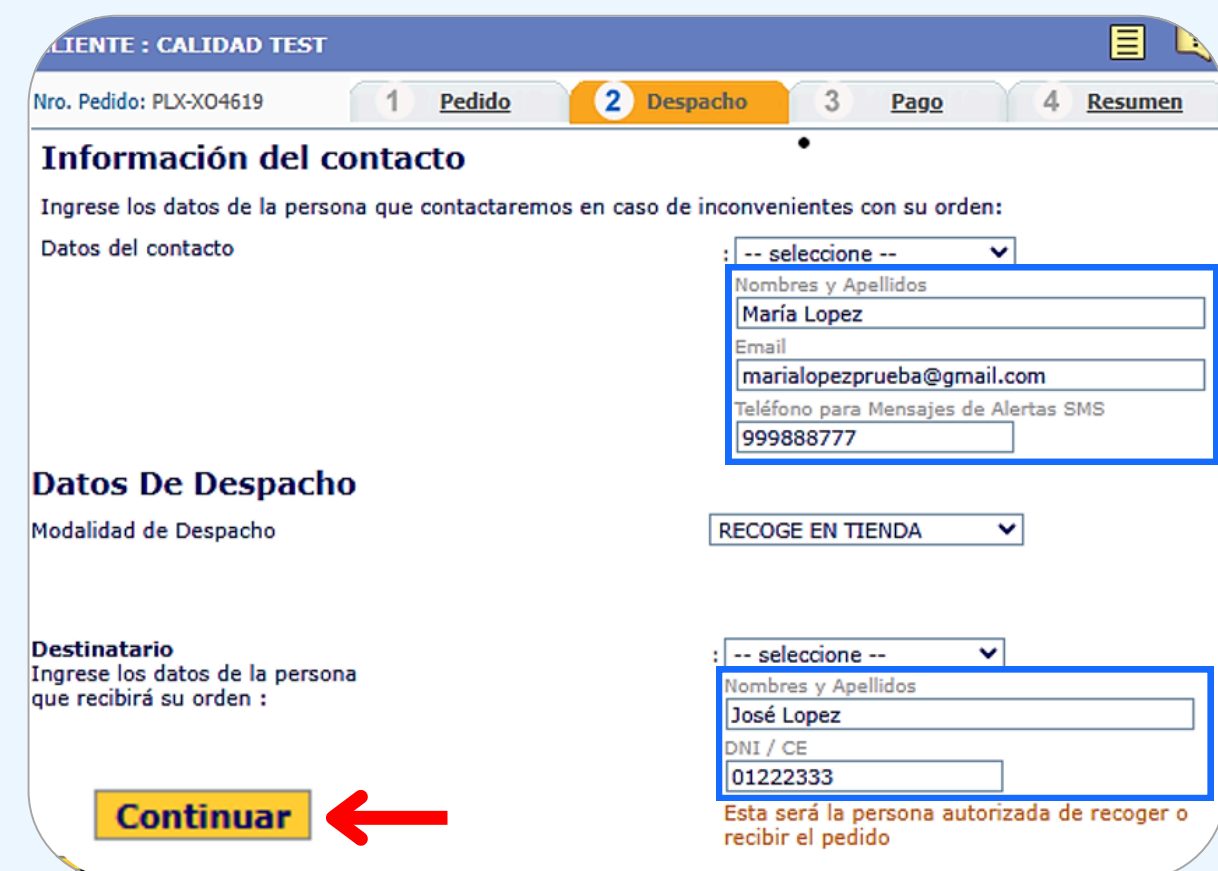 LIENTE : CALIDAD TEST
Nro. Pedido: PLX-XO4619
1 Pedido
2 Despacho
3 Pago
4 Resumen
Información del contacto
Ingrese los datos de la persona que contactaremos en caso de inconvenientes con su orden:
Datos del contacto
: -- seleccione --
Nombres y Apellidos
María Lopez
Email
marialopezprueba@gmail.com
Teléfono para Mensajes de Alertas SMS
999888777
Datos De Despacho
Modalidad de Despacho
RECOGE EN TIENDA
Destinatario
Ingrese los datos de la persona
que recibirá su orden :
: -- seleccione --
Nombres y Apellidos
José Lopez
DNI / CE
01222333
Esta será la persona autorizada de recoger o
recibir el pedido
Continuar